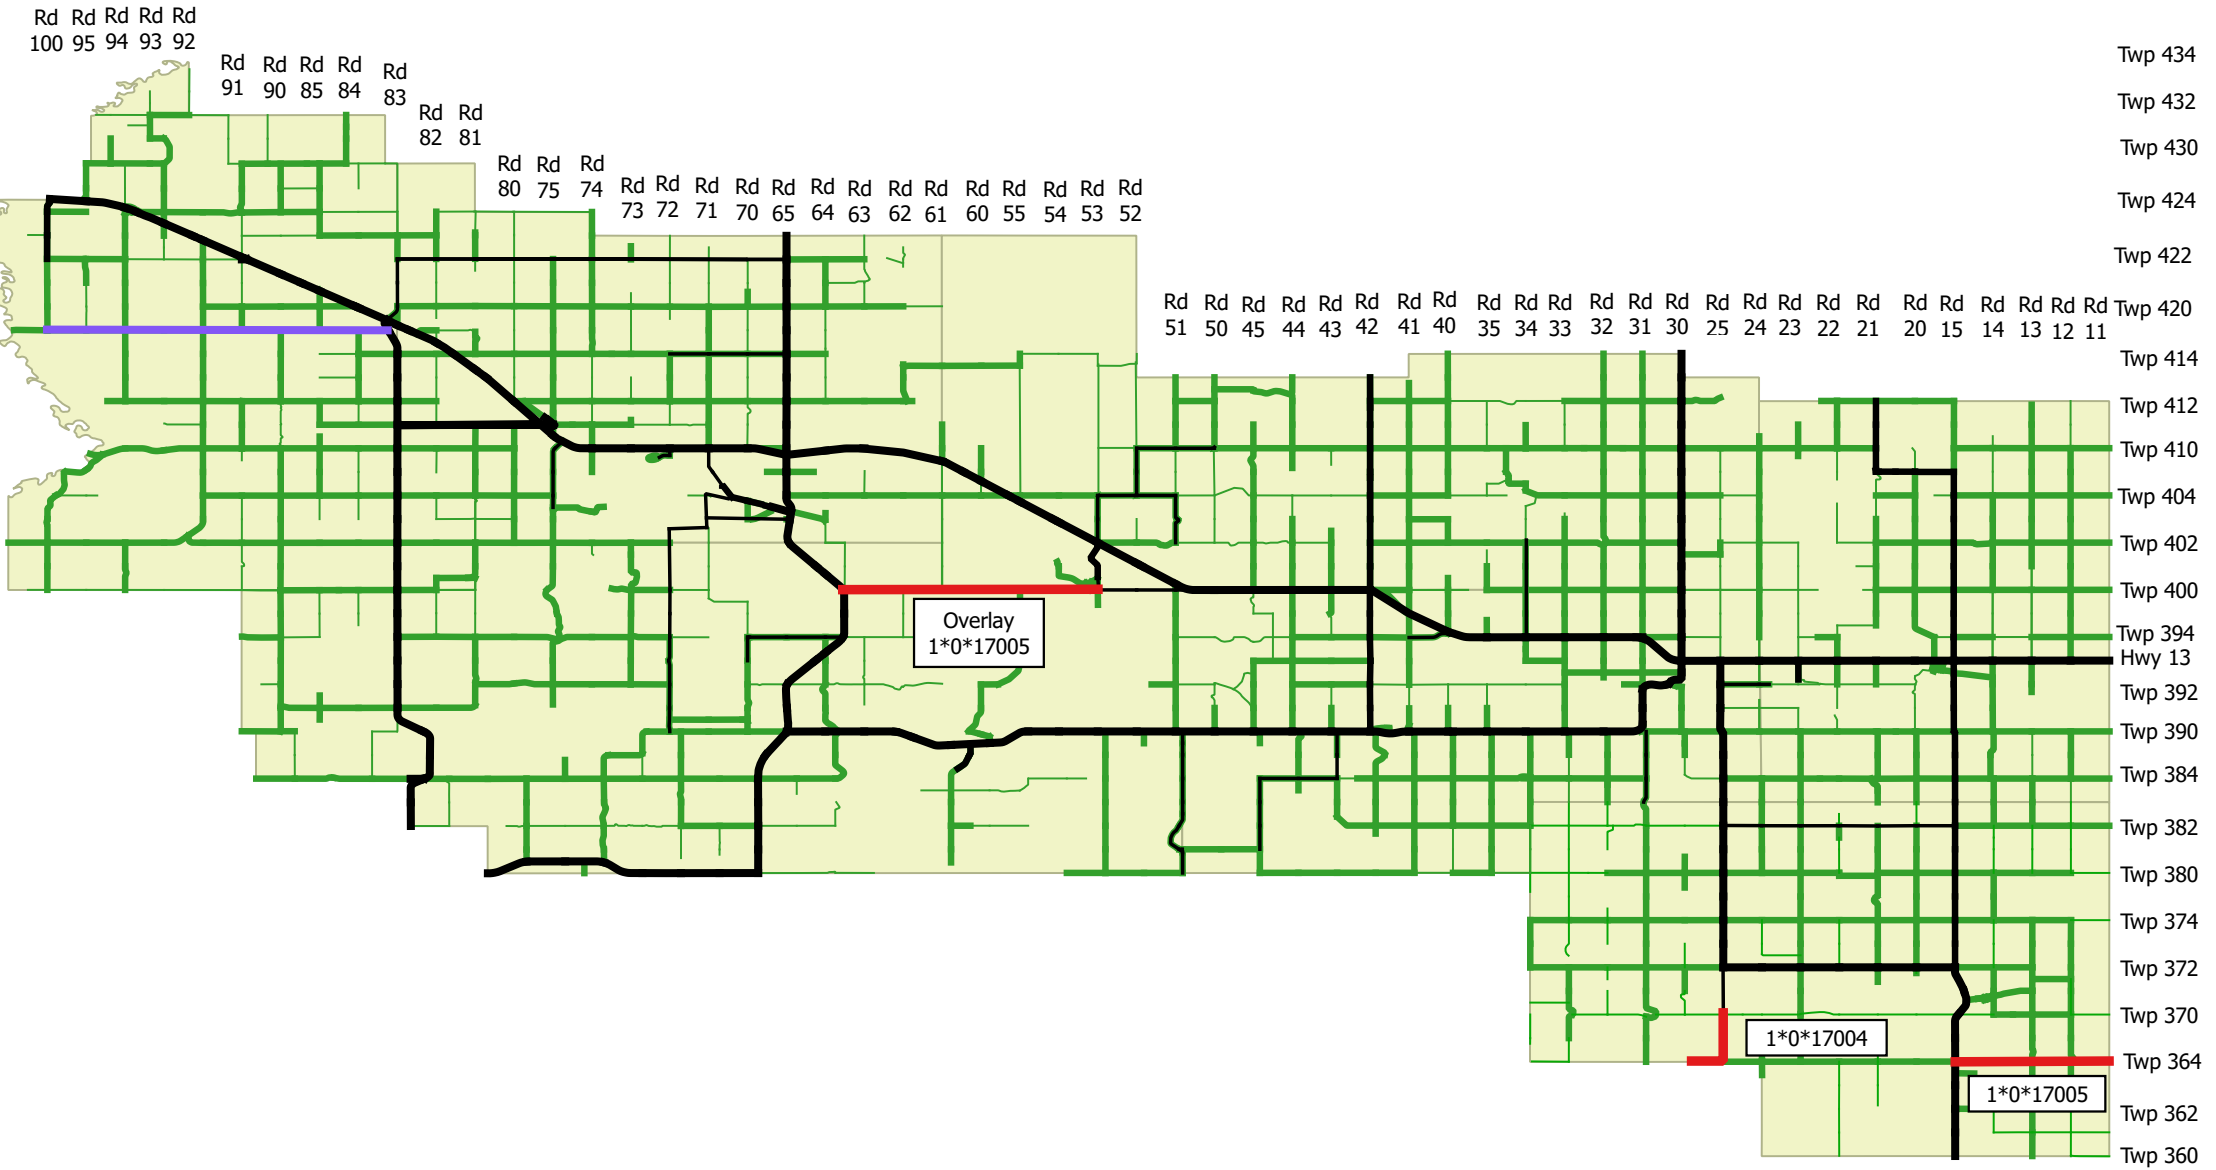 Rd 100
Rd 95
Rd 94
Rd 93
Rd 92
Rd 91
Rd 90
Rd 85
Rd 84
Rd 83
Rd 82
Rd 81
Rd 80
Rd 75
Rd 74
Rd 73
Rd 72
Rd 71
Rd 70
Rd 65
Rd 64
Rd 63
Rd 62
Rd 61
Rd 60
Rd 55
Rd 54
Rd 53
Rd 52
Rd 51
Rd 50
Rd 45
Rd 44
Rd 43
Rd 42
Rd 41
Rd 40
Rd 35
Rd 34
Rd 33
Rd 32
Rd 31
Rd 30
Rd 25
Rd 24
Rd 23
Rd 22
Rd 21
Rd 20
Rd 15
Rd 14
Rd 13
Rd 12
Rd 11
Twp 434
Twp 432
Twp 430
Twp 424
Twp 422
Twp 420
Twp 414
Twp 412
Twp 410
Twp 404
Twp 402
Twp 400
Twp 394
Hwy 13
Twp 392
Twp 390
Twp 384
Twp 382
Twp 380
Twp 374
Twp 372
Twp 370
Twp 364
Twp 362
Twp 360
Overlay
1*0*17005
1*0*17004
1*0*17005